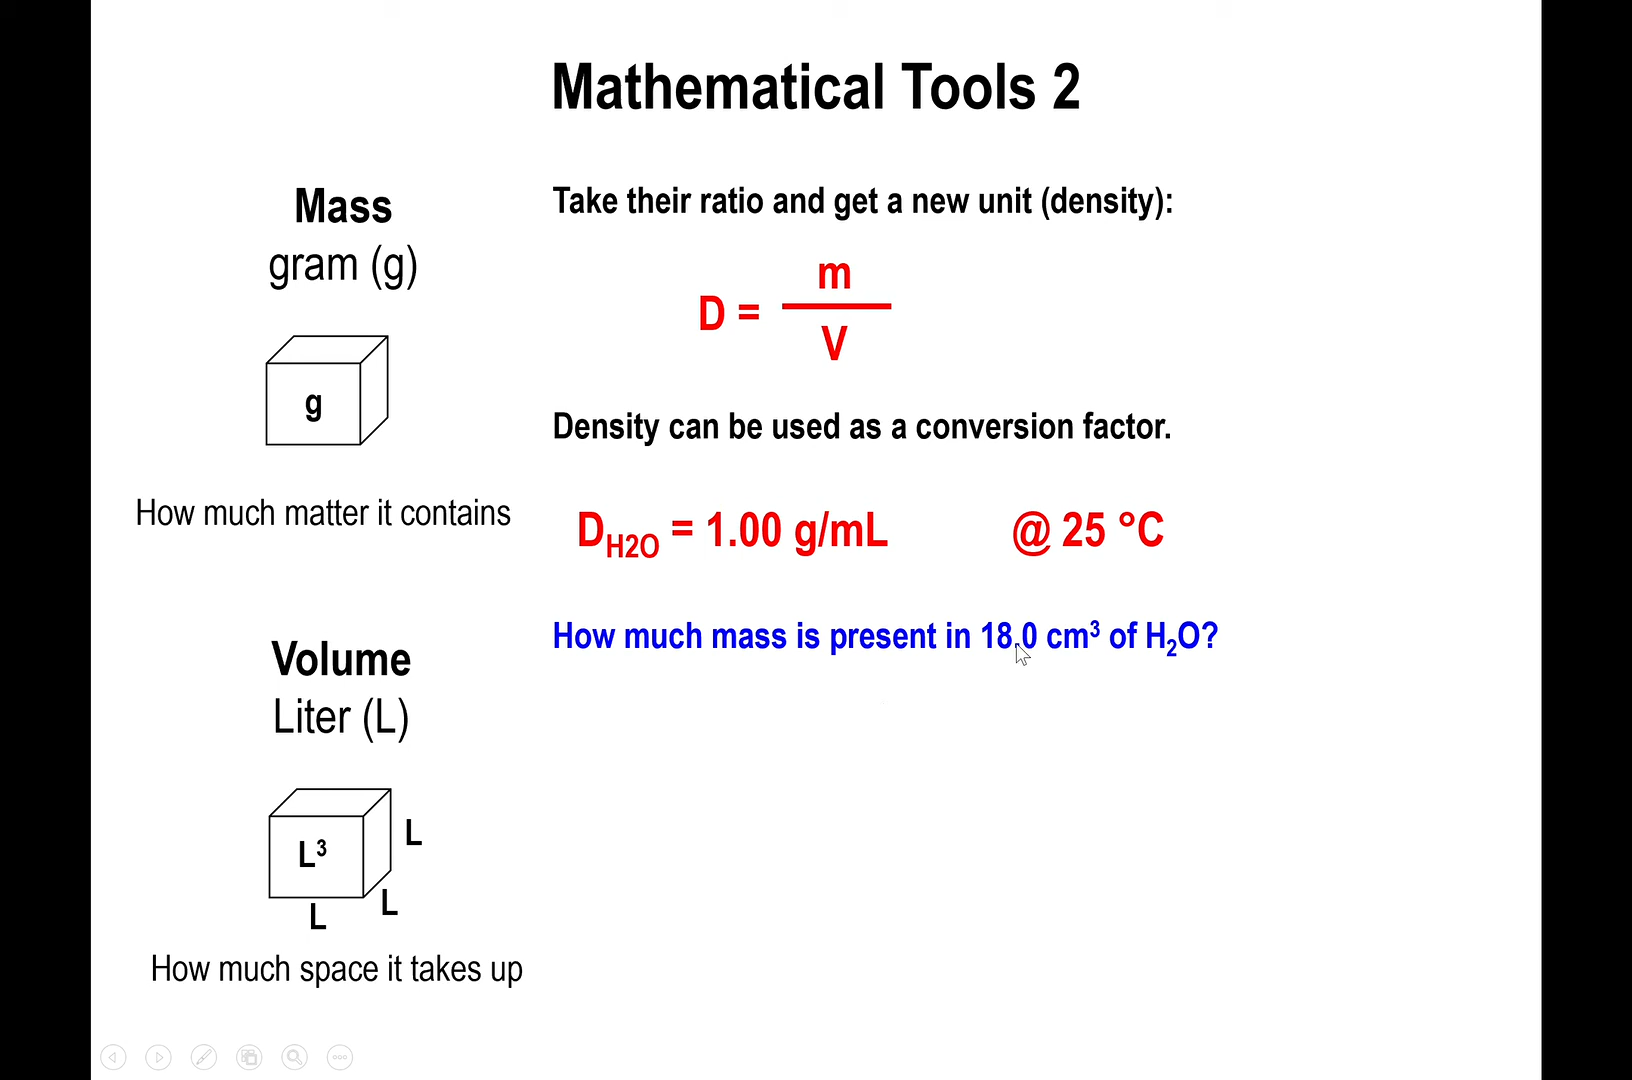 Mathematical Tools 2
Mass
gram (g)
g
How much matter it contains
Volume
Liter (L)
L³
L
L
L
How much space it takes up
Take their ratio and get a new unit (density):
m
D =
V
Density can be used as a conversion factor.
D_H2O = 1.00 g/mL @ 25 °C
How much mass is present in 18.0 cm³ of H₂O?